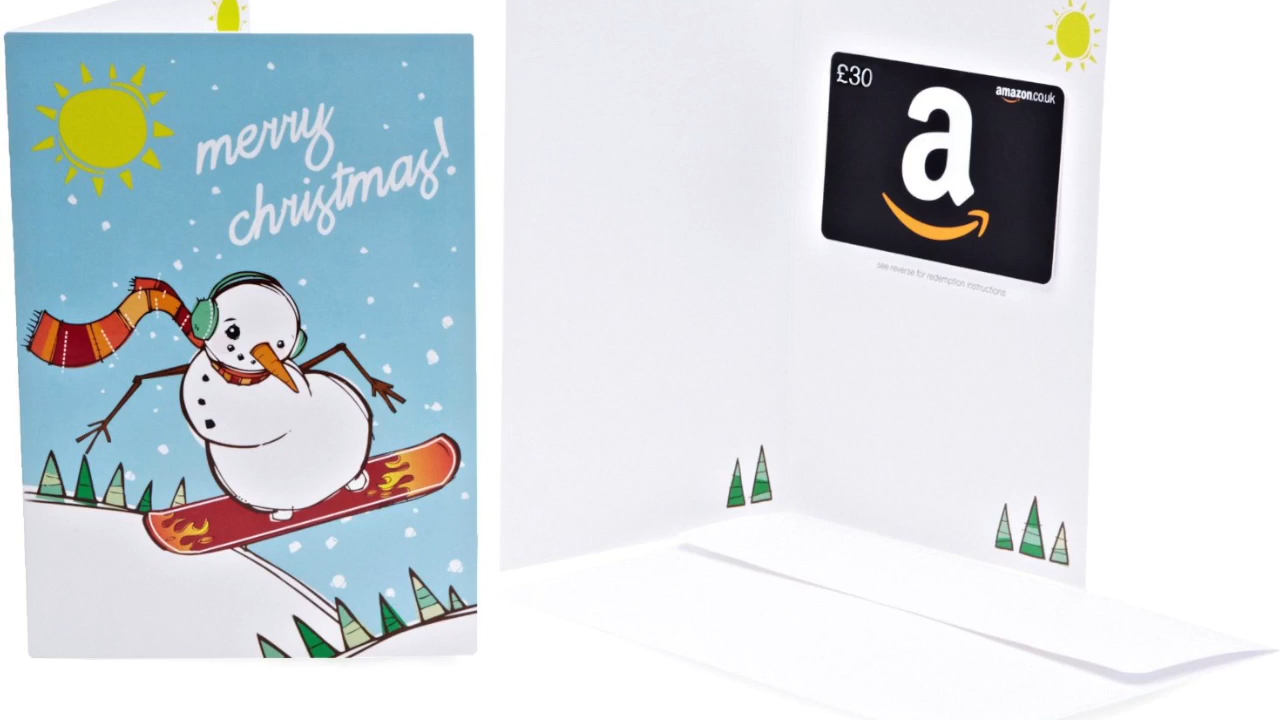 merry
christmas!
£30
amazon.co.uk
a
see reverse for redemption instructions